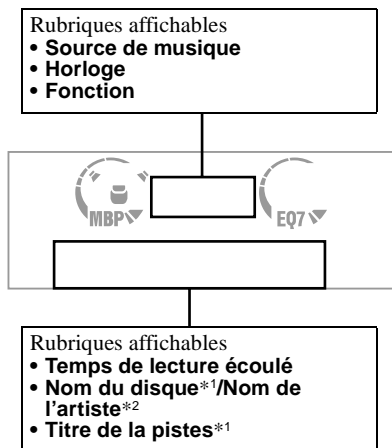 Rubriques affichables
• Source de musique
• Horloge
• Fonction
MBP EQ7
Rubriques affichables
• Temps de lecture écoulé
• Nom du disque*1/Nom de
l'artiste*2
• Titre de la pistes*1